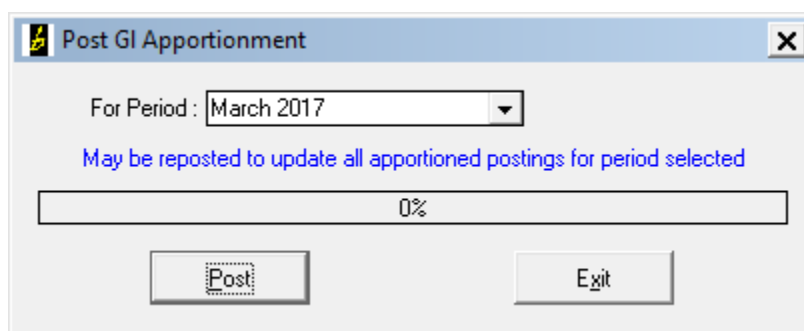 Post GI Apportionment
For Period : March 2017
May be reposted to update all apportioned postings for period selected
0%
Post Exit